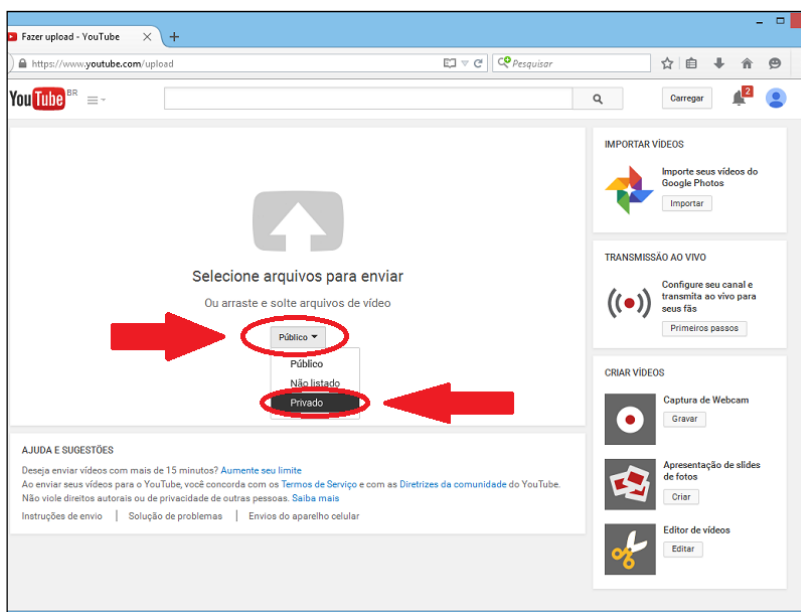 Fazer upload - YouTube
https://www.youtube.com/upload
Pesquisar
YouTube BR
Carregar
2
Selecione arquivos para enviar
Ou arraste e solte arquivos de vídeo
Público
Público
Não listado
Privado
IMPORTAR VÍDEOS
Importe seus vídeos do
Google Photos
Importar
TRANSMISSÃO AO VIVO
Configure seu canal e
transmita ao vivo para
seus fãs
Primeiros passos
CRIAR VÍDEOS
Captura de Webcam
Gravar
Apresentação de slides
de fotos
Criar
Editor de vídeos
Editar
AJUDA E SUGESTÕES
Deseja enviar vídeos com mais de 15 minutos? Aumente seu limite
Ao enviar seus vídeos para o YouTube, você concorda com os Termos de Serviço e com as Diretrizes da comunidade do YouTube.
Não viole direitos autorais ou de privacidade de outras pessoas. Saiba mais
Instruções de envio | Solução de problemas | Envios do aparelho celular